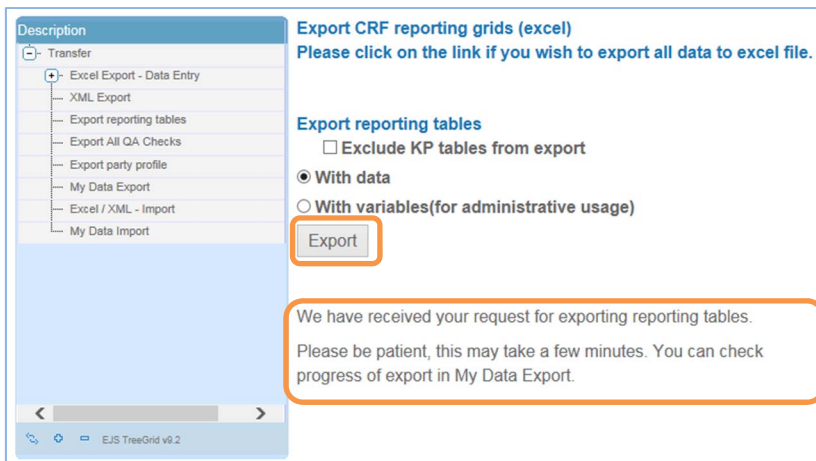 Description
Transfer
Excel Export - Data Entry
XML Export
Export reporting tables
Export All QA Checks
Export party profile
My Data Export
Excel / XML - Import
My Data Import
EJS TreeGrid v9.2
Export CRF reporting grids (excel)
Please click on the link if you wish to export all data to excel file.
Export reporting tables
Exclude KP tables from export
With data
With variables(for administrative usage)
Export
We have received your request for exporting reporting tables.
Please be patient, this may take a few minutes. You can check
progress of export in My Data Export.